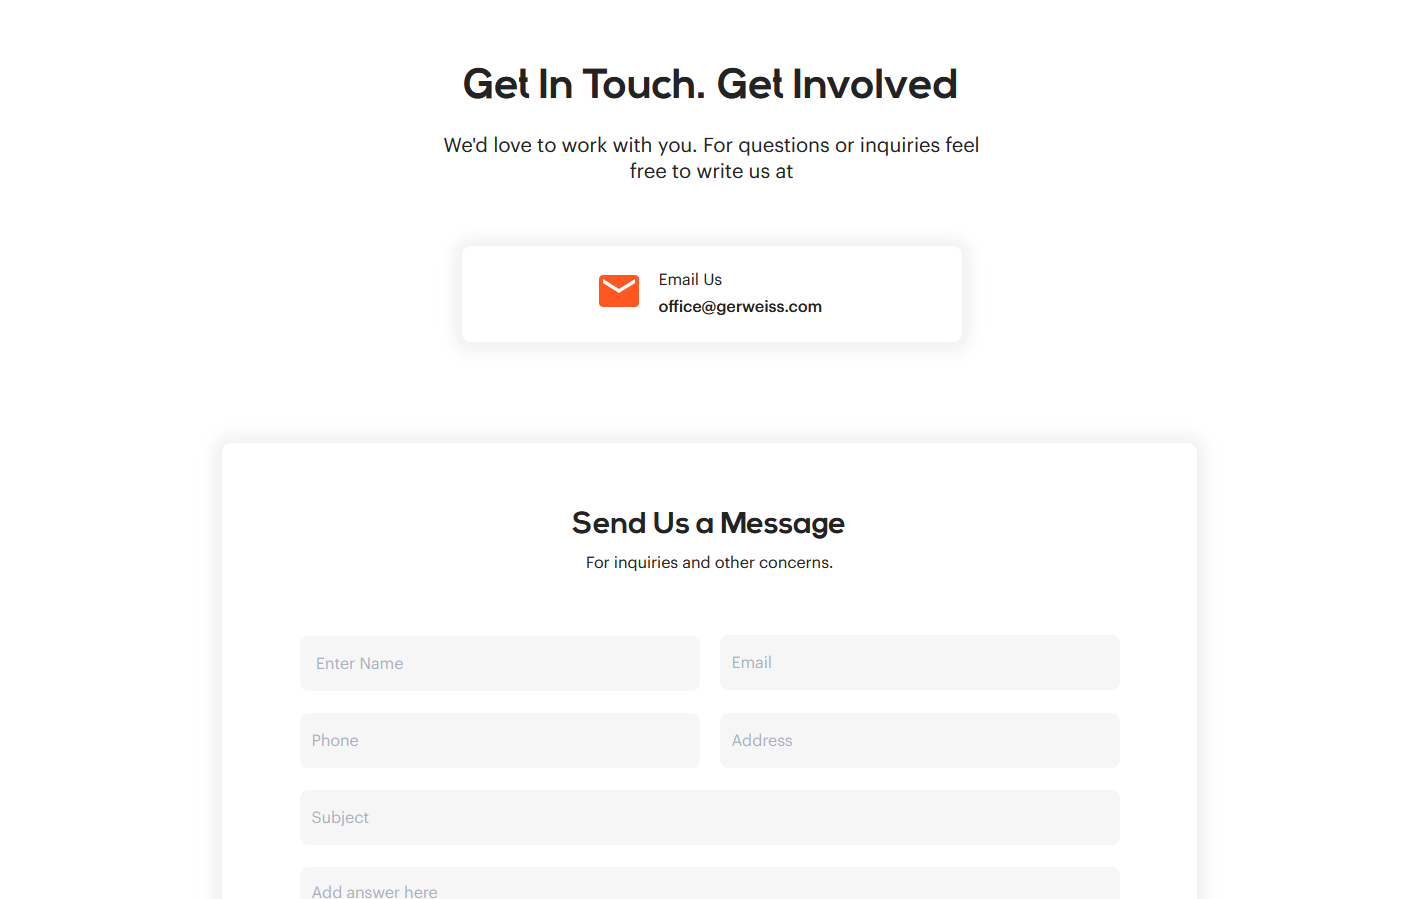 Get In Touch. Get Involved
We'd love to work with you. For questions or inquiries feel
free to write us at
Email Us
office@gerweiss.com
Send Us a Message
For inquiries and other concerns.
Enter Name
Email
Phone
Address
Subject
Add answer here